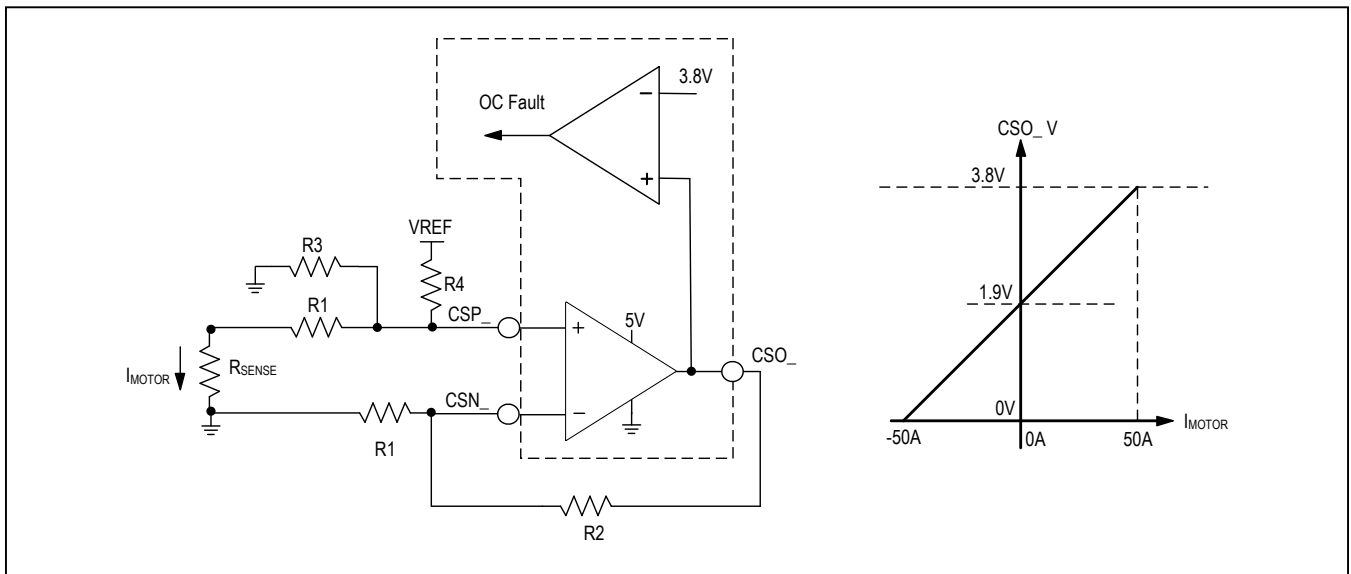 OC Fault
3.8V
−
+
VREF
R3
R4
R1
CSP_
+
5V
CSO_
RSENSE
IMOTOR
CSN_
−
R1
R2
CSO_ V
3.8V
1.9V
0V
-50A
0A
50A
IMOTOR